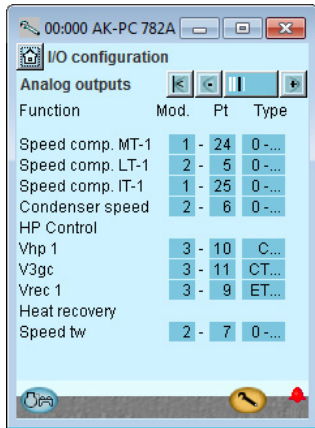 00:000 AK-PC 782A
I/O configuration
Analog outputs
Function Mod. Pt Type
Speed comp. MT-1 1 - 24 0 -...
Speed comp. LT-1 2 - 5 0 -...
Speed comp. IT-1 1 - 25 0 -...
Condenser speed 2 - 6 0 -...
HP Control
Vhp 1 3 - 10 C...
V3gc 3 - 11 CT...
Vrec 1 3 - 9 ET...
Heat recovery
Speed tw 2 - 7 0 -...